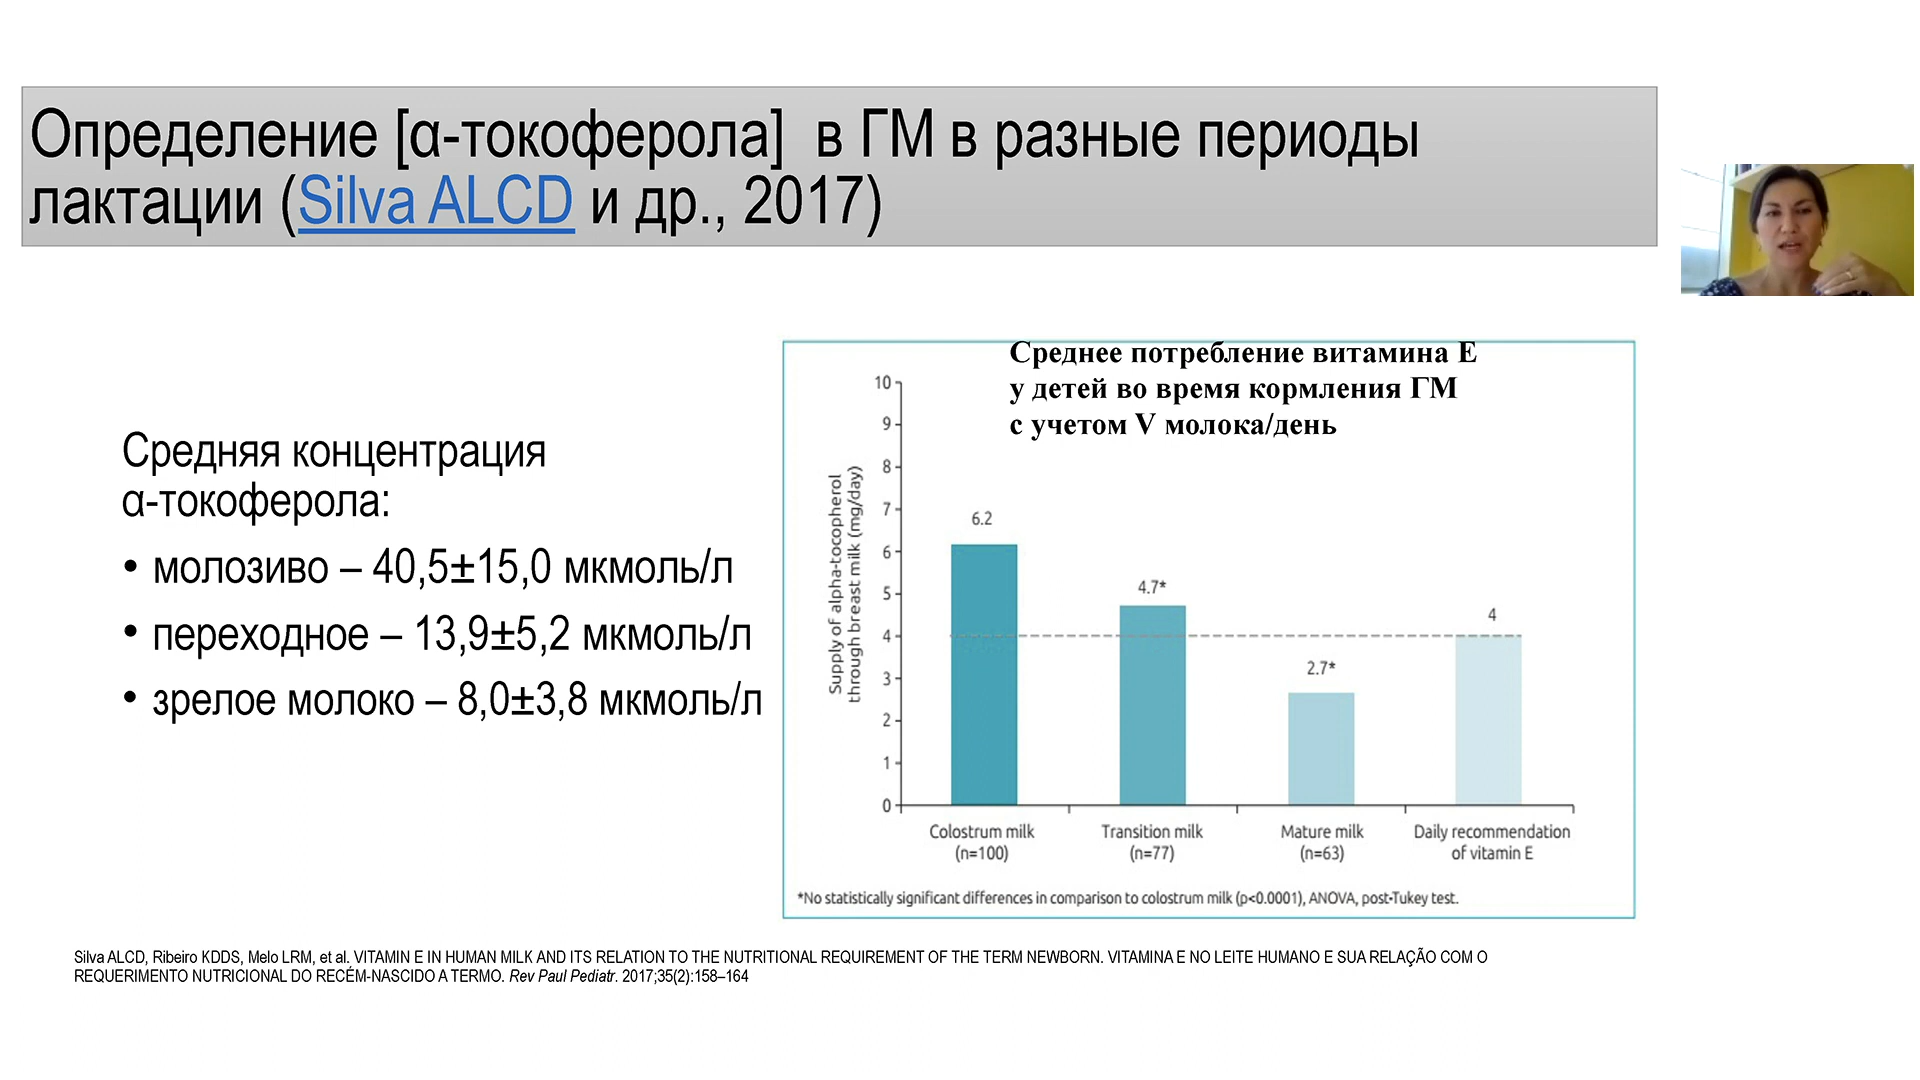 Определение [α-токоферола] в ГМ в разные периоды
лактации (Silva ALCD и др., 2017)
Средняя концентрация
α-токоферола:
• молозиво – 40,5±15,0 мкмоль/л
• переходное – 13,9±5,2 мкмоль/л
• зрелое молоко – 8,0±3,8 мкмоль/л
Среднее потребление витамина Е
у детей во время кормления ГМ
с учетом V молока/день
Supply of alpha-tocopherol
through breast milk (mg/day)
10
9
8
7
6
5
4
3
2
1
0
6.2
4.7*
2.7*
4
Colostrum milk
(n=100)
Transition milk
(n=77)
Mature milk
(n=63)
Daily recommendation
of vitamin E
*No statistically significant differences in comparison to colostrum milk (p<0.0001), ANOVA, post-Tukey test.
Silva ALCD, Ribeiro KDDS, Melo LRM, et al. VITAMIN E IN HUMAN MILK AND ITS RELATION TO THE NUTRITIONAL REQUIREMENT OF THE TERM NEWBORN. VITAMINA E NO LEITE HUMANO E SUA RELAÇÃO COM O
REQUERIMENTO NUTRICIONAL DO RECÉM-NASCIDO A TERMO. Rev Paul Pediatr. 2017;35(2):158–164